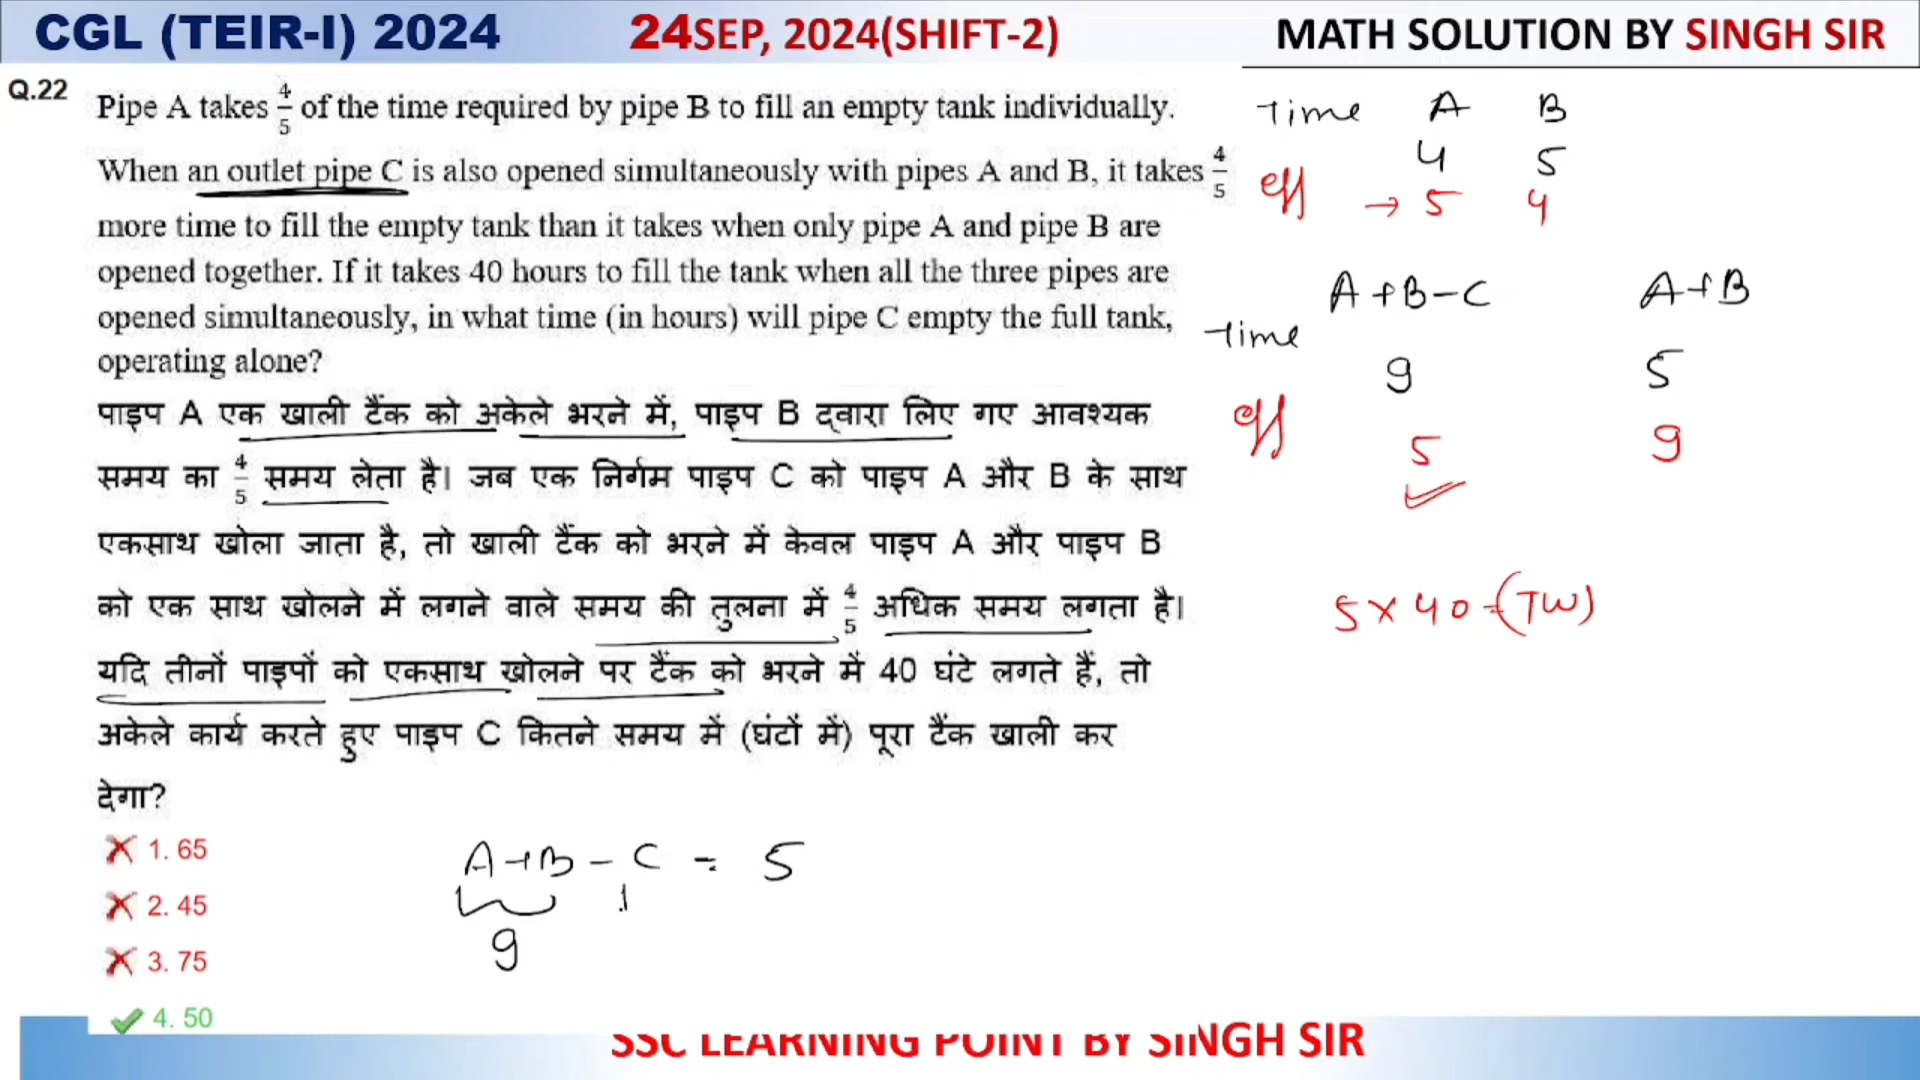 CGL (TEIR-I) 2024 24SEP, 2024(SHIFT-2) MATH SOLUTION BY SINGH SIR
Q.22 Pipe A takes 4/5 of the time required by pipe B to fill an empty tank individually.
When an outlet pipe C is also opened simultaneously with pipes A and B, it takes 4/5
more time to fill the empty tank than it takes when only pipe A and pipe B are
opened together. If it takes 40 hours to fill the tank when all the three pipes are
opened simultaneously, in what time (in hours) will pipe C empty the full tank,
operating alone?
पाइप A एक खाली टैंक को अकेले भरने में, पाइप B द्वारा लिए गए आवश्यक
समय का 4/5 समय लेता है। जब एक निर्गम पाइप C को पाइप A और B के साथ
एकसाथ खोला जाता है, तो खाली टैंक को भरने में केवल पाइप A और पाइप B
को एक साथ खोलने में लगने वाले समय की तुलना में 4/5 अधिक समय लगता है।
यदि तीनों पाइपों को एकसाथ खोलने पर टैंक को भरने में 40 घंटे लगते हैं, तो
अकेले कार्य करते हुए पाइप C कितने समय में (घंटों में) पूरा टैंक खाली कर
देगा?
1. 65
2. 45
3. 75
4. 50
A+B-C = 5
9
Time A B
4 5
eff → 5 4
A+B-C A+B
Time
9 5
eff
5 9
5×40=(TW)
SSC LEARNING POINT BY SINGH SIR